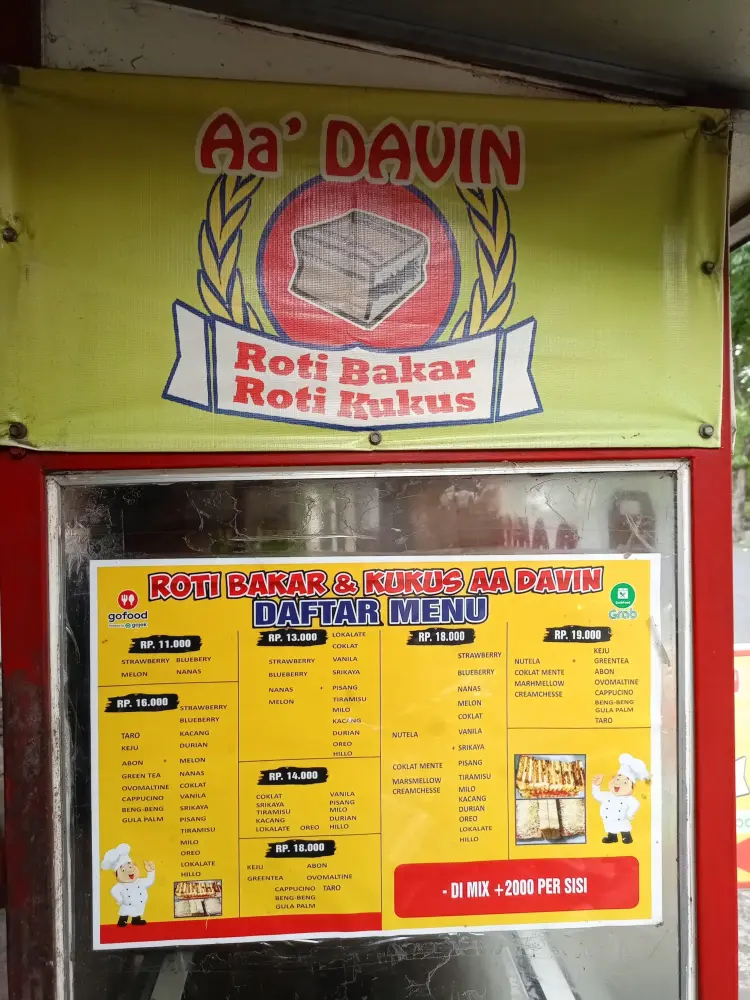 Aa' DAVIN
Roti Bakar
Roti Kukus
ROTI BAKAR & KUKUS AA DAVIN
DAFTAR MENU
gofood
gojek
GrabFood
Grab
RP. 11.000
STRAWBERRY BLUEBERY
MELON NANAS
RP. 16.000
TARO
KEJU
ABON +
GREEN TEA
OVOMALTINE
CAPPUCINO
BENG-BENG
GULA PALM
STRAWBERRY
BLUEBERRY
KACANG
DURIAN
MELON
NANAS
COKLAT
VANILA
SRIKAYA
PISANG
TIRAMISU
MILO
OREO
LOKALATE
HILLO
RP. 13.000
STRAWBERRY
BLUEBERRY
NANAS +
MELON
LOKALATE
COKLAT
VANILA
SRIKAYA
PISANG
TIRAMISU
MILO
KACANG
DURIAN
OREO
HILLO
RP. 14.000
COKLAT VANILA
SRIKAYA PISANG
TIRAMISU MILO
KACANG DURIAN
LOKALATE OREO HILLO
RP. 18.000
KEJU ABON
GREENTEA OVOMALTINE
CAPPUCINO TARO
BENG-BENG
GULA PALM
RP. 18.000
NUTELA
COKLAT MENTE
MARSMELLOW
CREAMCHESSE
STRAWBERRY
BLUEBERRY
NANAS
MELON
COKLAT
VANILA
+ SRIKAYA
PISANG
TIRAMISU
MILO
KACANG
DURIAN
OREO
LOKALATE
HILLO
RP. 19.000
NUTELA +
COKLAT MENTE
MARHMELLOW
CREAMCHESSE
KEJU
GREENTEA
ABON
OVOMALTINE
CAPPUCINO
BENG-BENG
GULA PALM
TARO
- DI MIX +2000 PER SISI